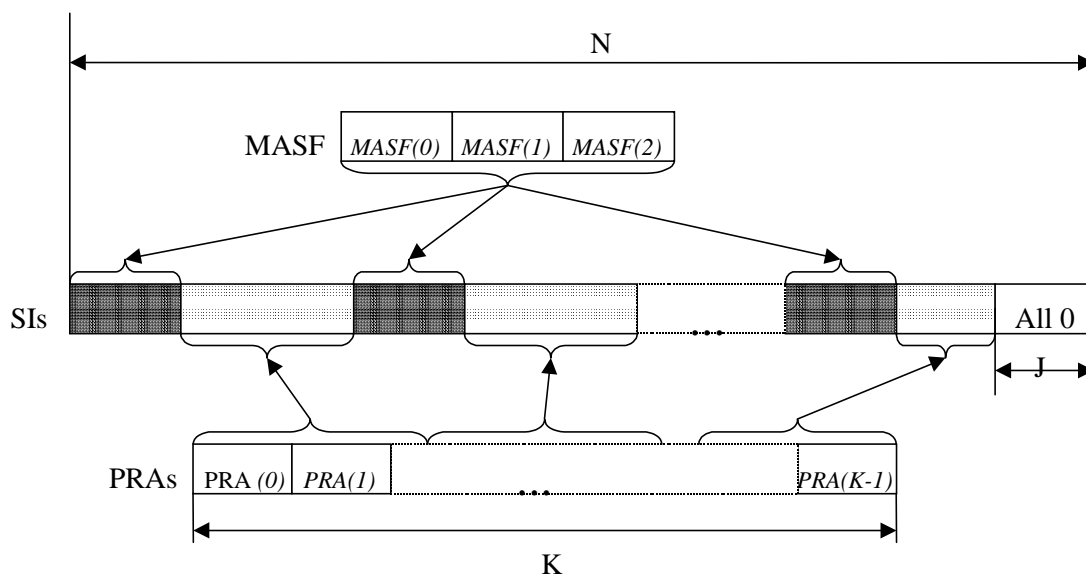 N
MASF MASF(0) MASF(1) MASF(2)
SIs ... All 0
J
PRAs PRA (0) PRA(1) ... PRA(K-1)
K